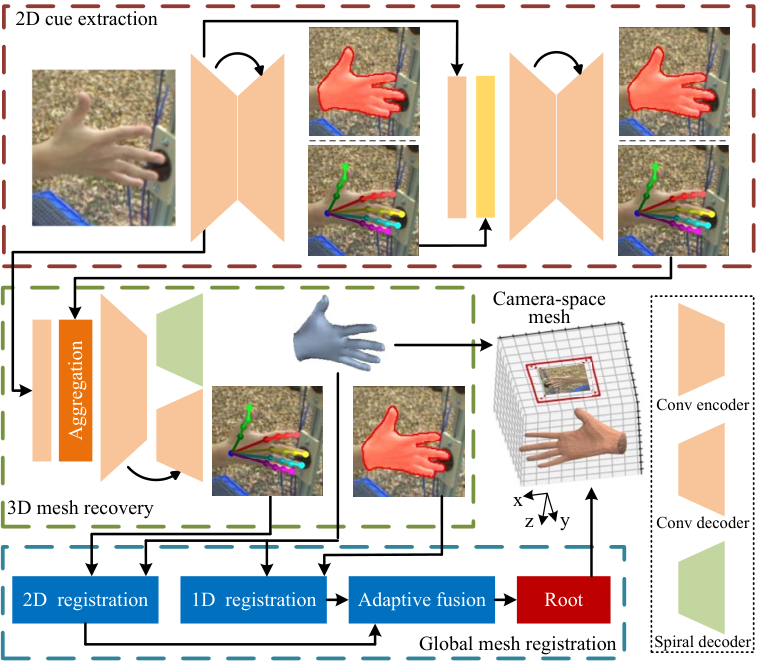 2D cue extraction
Camera-space
mesh
Aggregation
Conv encoder
3D mesh recovery
x
z
y
Conv decoder
2D registration
1D registration
Adaptive fusion
Root
Global mesh registration
Spiral decoder